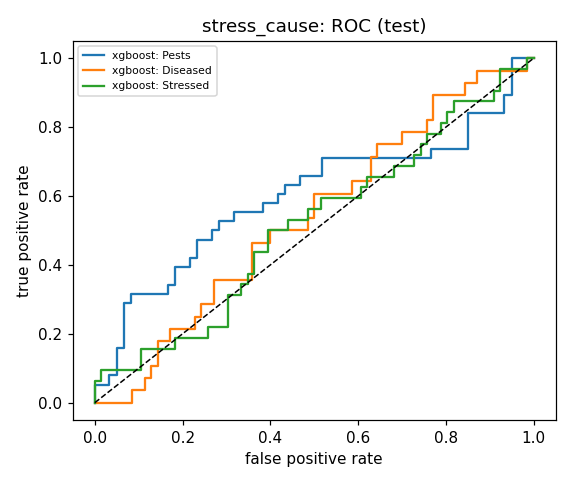 stress_cause: ROC (test)
xgboost: Pests
xgboost: Diseased
xgboost: Stressed
true positive rate
1.0
0.8
0.6
0.4
0.2
0.0
0.0 0.2 0.4 0.6 0.8 1.0
false positive rate